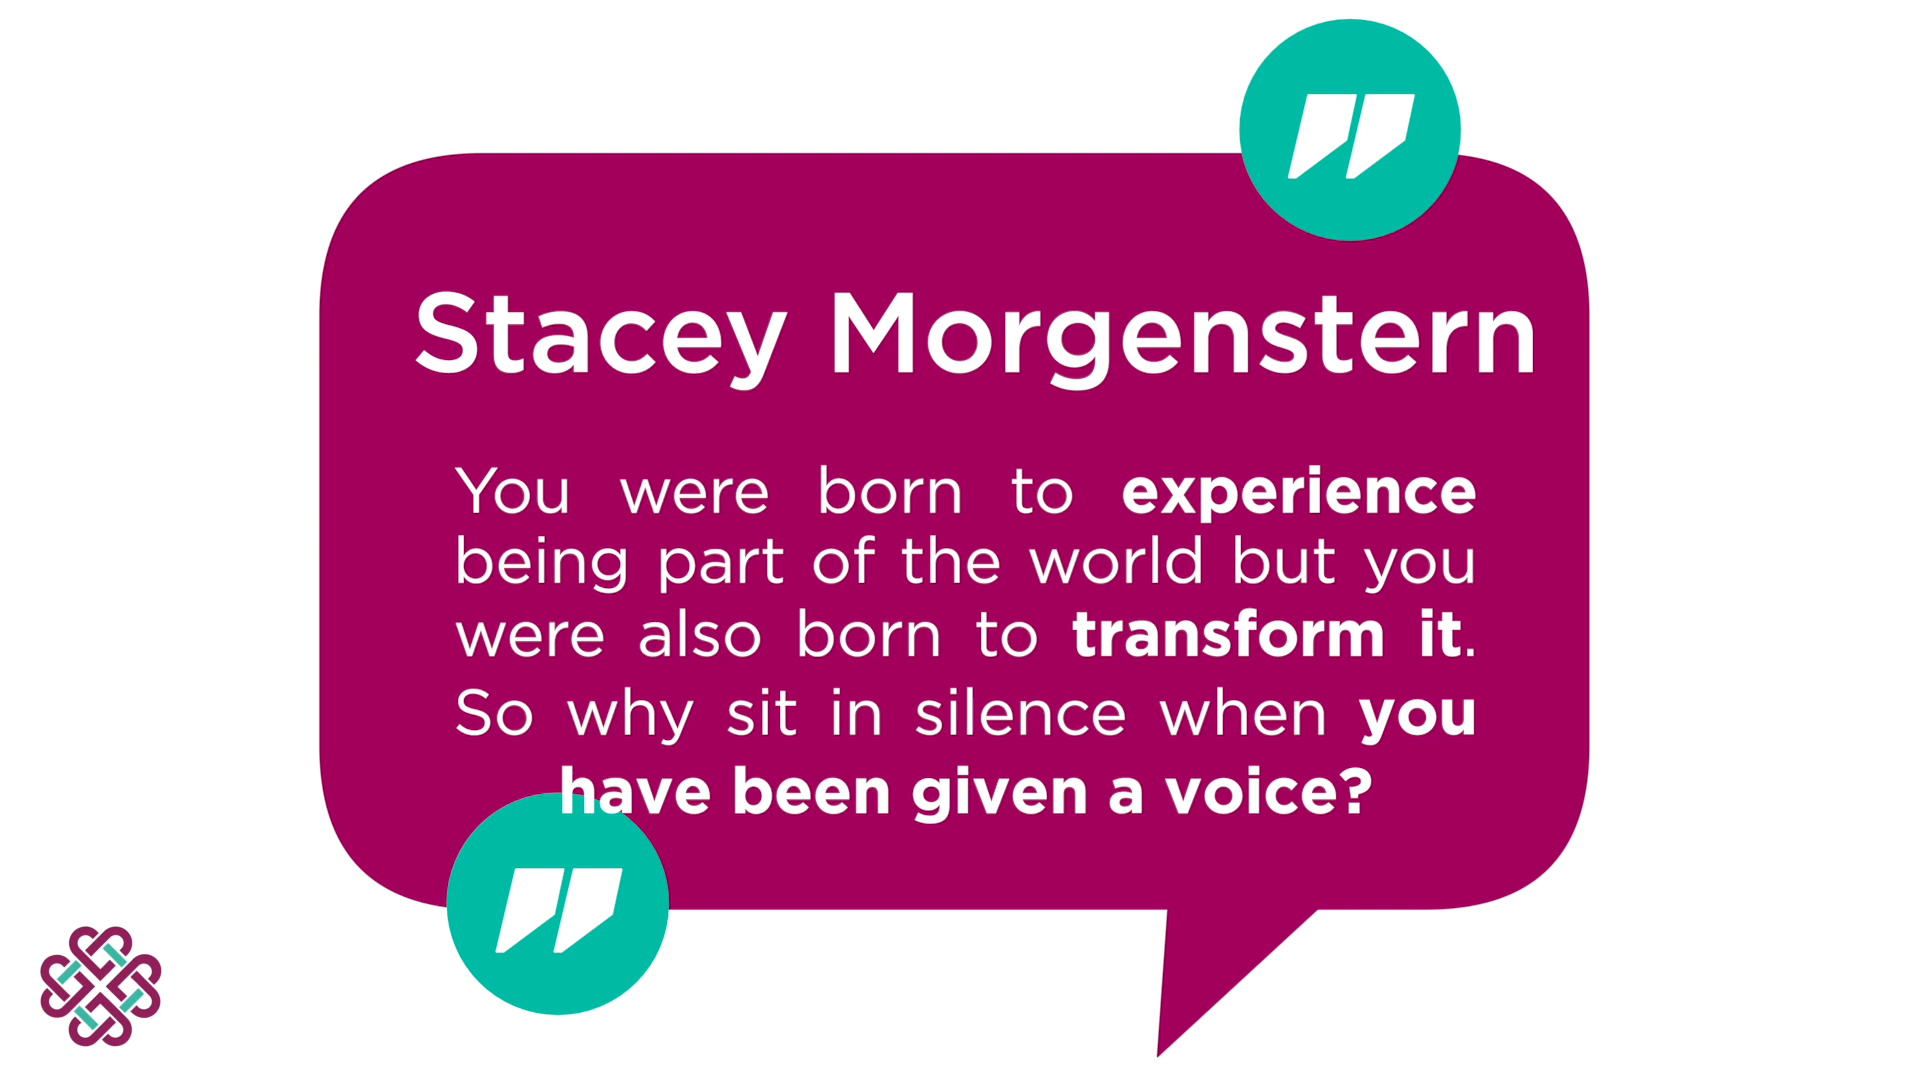 Stacey Morgenstern
You were born to experience
being part of the world but you
were also born to transform it.
So why sit in silence when you
have been given a voice?